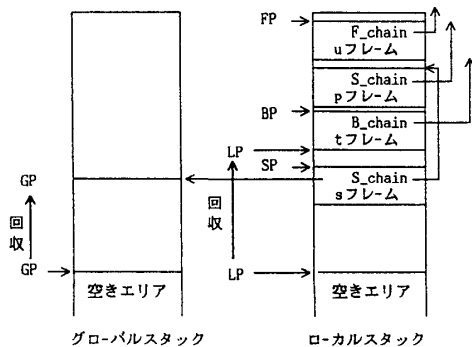 FP
F_chain
uフレーム
S_chain
pフレーム
BP
B_chain
tフレーム
LP
SP
S_chain
sフレーム
GP
回収
回収
GP
LP
空きエリア
空きエリア
グローバルスタック
ローカルスタック